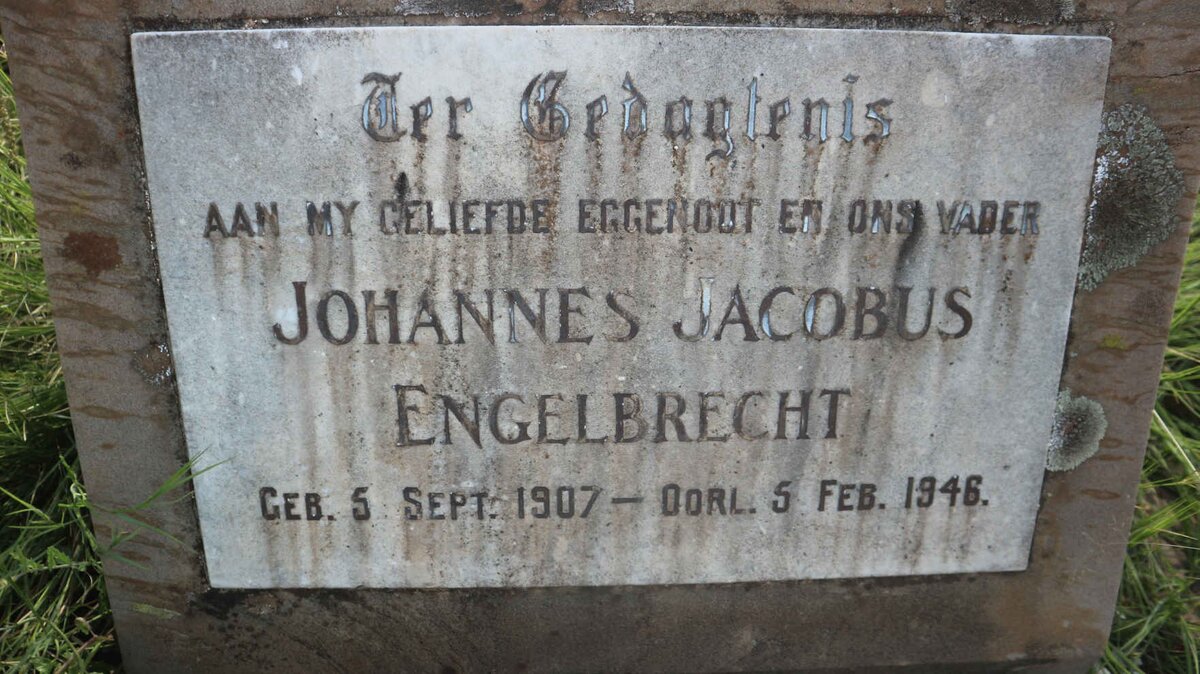 Ter Gedagtenis
AAN MY GELIEFDE EGGENOOT EN ONS VADER
JOHANNES JACOBUS
ENGELBRECHT
GEB. 5 SEPT. 1907 – OORL. 5 FEB. 1946.